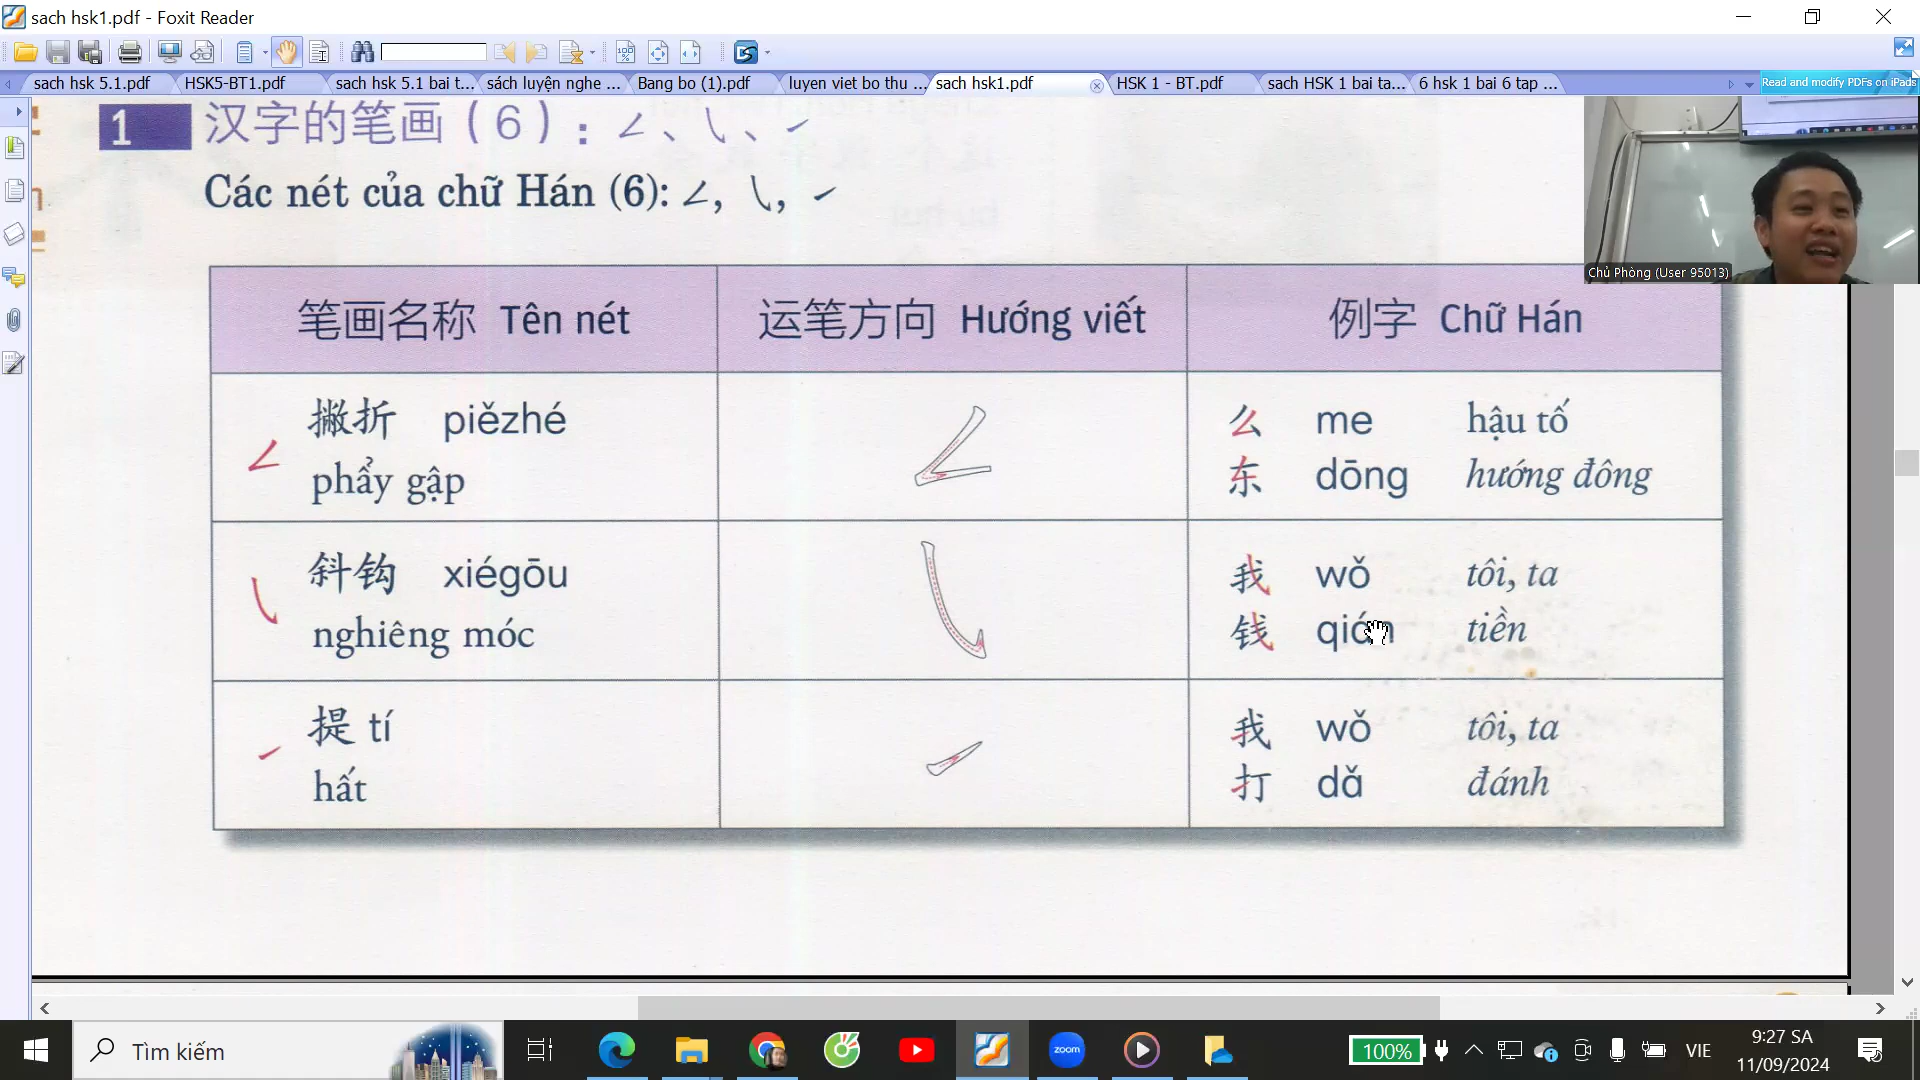 sach hsk1.pdf - Foxit Reader
sach hsk 5.1.pdf
HSK5-BT1.pdf
sach hsk 5.1 bai t...
sách luyện nghe ...
Bang bo (1).pdf
luyen viet bo thu ...
sach hsk1.pdf
HSK 1 - BT.pdf
sach HSK 1 bai ta...
6 hsk 1 bai 6 tap ...
Read and modify PDFs on iPads
1 汉字的笔画(6):㇜、㇂、㇀
Các nét của chữ Hán (6): ㇜, ㇂, ㇀
Chủ Phòng (User 95013)
笔画名称 Tên nét
运笔方向 Hướng viết
例字 Chữ Hán
撇折 piězhé
phẩy gập
么 me hậu tố
东 dōng hướng đông
斜钩 xiégōu
nghiêng móc
我 wǒ tôi, ta
钱 qián tiền
提 tí
hất
我 wǒ tôi, ta
打 dǎ đánh
Tìm kiếm
zoom
100%
VIE
9:27 SA
11/09/2024